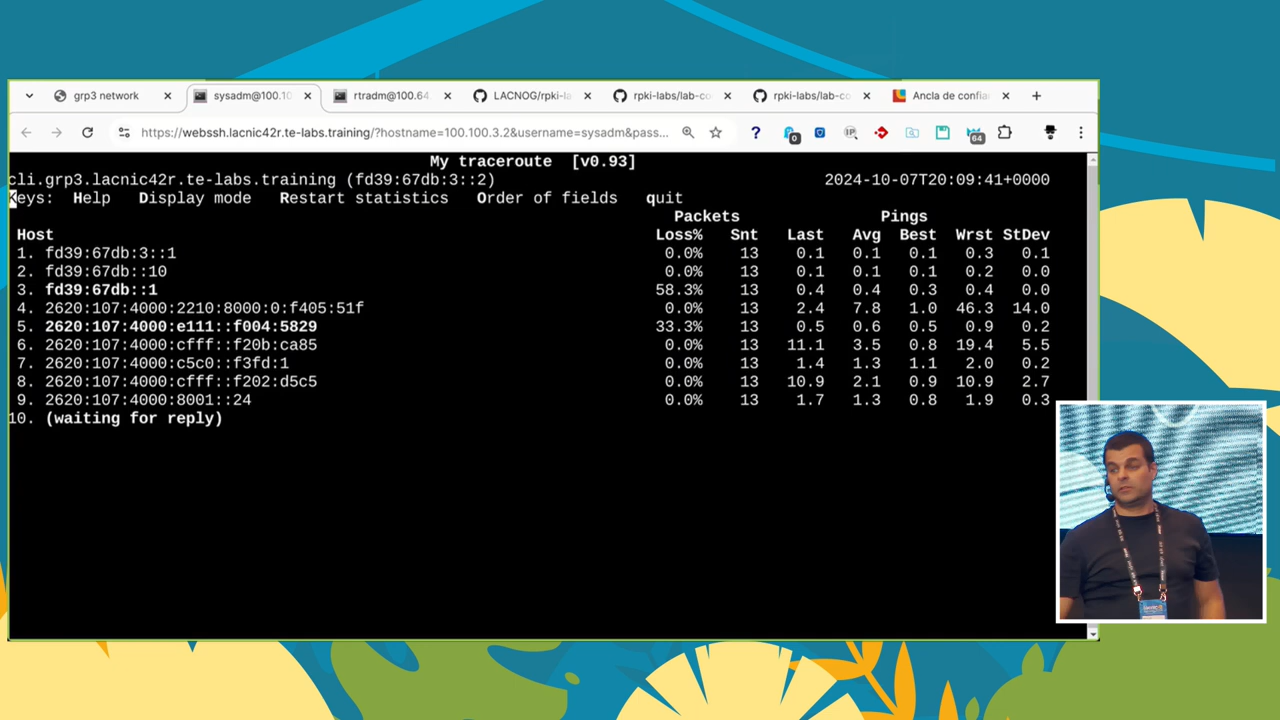 grp3 network
sysadm@100.10
rtradm@100.64
LACNOG/rpki-la
rpki-labs/lab-co
rpki-labs/lab-co
Ancla de confia
https://webssh.lacnic42r.te-labs.training/?hostname=100.100.3.2&username=sysadm&pass...
?
0
IP
64
My traceroute [v0.93]
cli.grp3.lacnic42r.te-labs.training (fd39:67db:3::2) 2024-10-07T20:09:41+0000
Keys: Help Display mode Restart statistics Order of fields quit
Packets Pings
Host Loss% Snt Last Avg Best Wrst StDev
1. fd39:67db:3::1 0.0% 13 0.1 0.1 0.1 0.3 0.1
2. fd39:67db::10 0.0% 13 0.1 0.1 0.1 0.2 0.0
3. fd39:67db::1 58.3% 13 0.4 0.4 0.3 0.4 0.0
4. 2620:107:4000:2210:8000:0:f405:51f 0.0% 13 2.4 7.8 1.0 46.3 14.0
5. 2620:107:4000:e111::f004:5829 33.3% 13 0.5 0.6 0.5 0.9 0.2
6. 2620:107:4000:cfff::f20b:ca85 0.0% 13 11.1 3.5 0.8 19.4 5.5
7. 2620:107:4000:c5c0::f3fd:1 0.0% 13 1.4 1.3 1.1 2.0 0.2
8. 2620:107:4000:cfff::f202:d5c5 0.0% 13 10.9 2.1 0.9 10.9 2.7
9. 2620:107:4000:8001::24 0.0% 13 1.7 1.3 0.8 1.9 0.3
10. (waiting for reply)